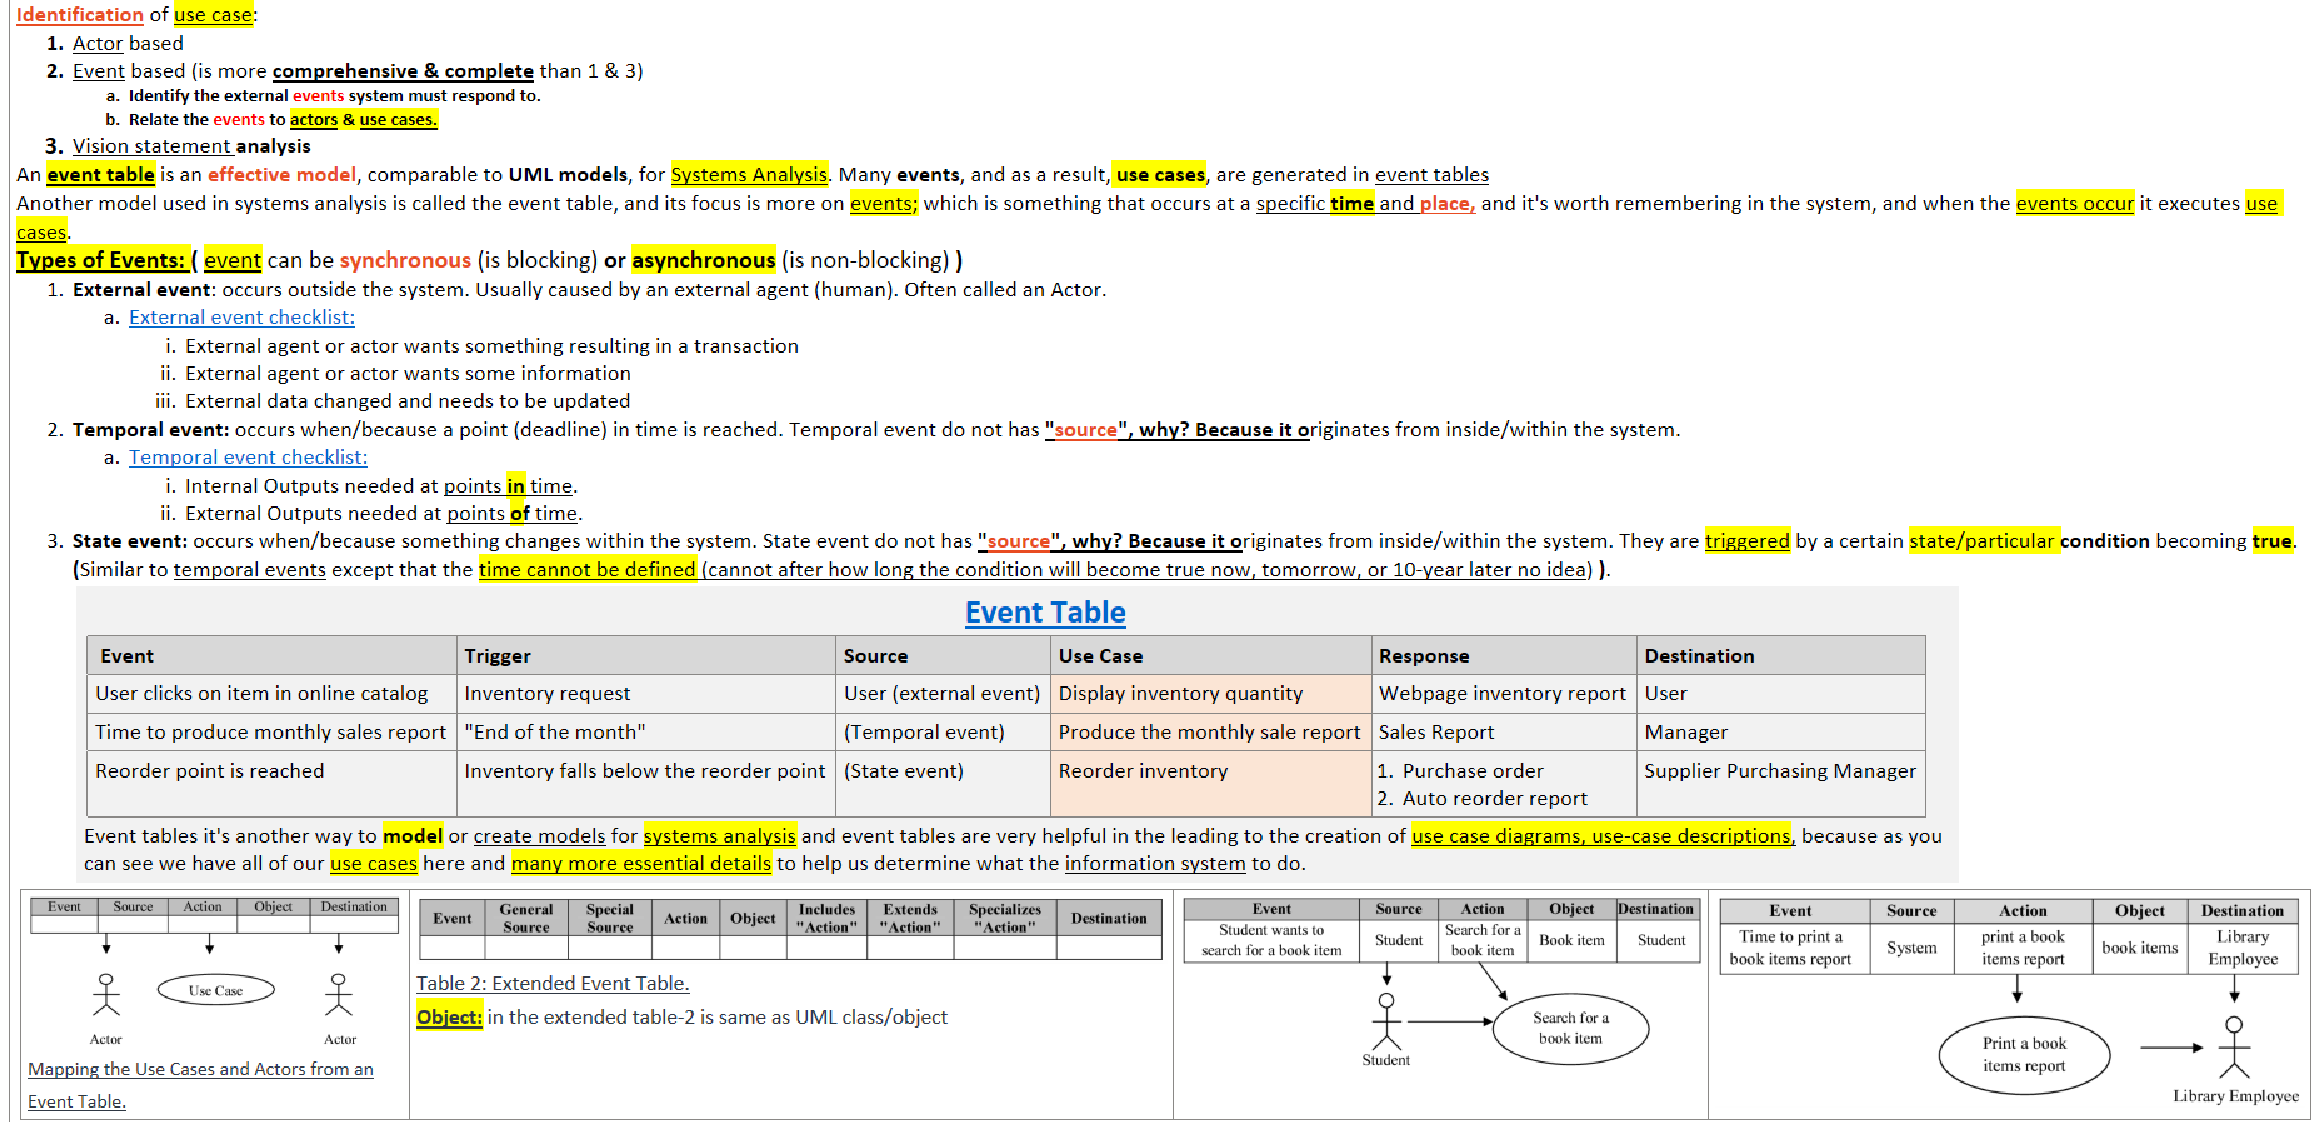 Identification of use case:
1. Actor based
2. Event based (is more comprehensive & complete than 1 & 3)
a. Identify the external events system must respond to.
b. Relate the events to actors & use cases.
3. Vision statement analysis
An event table is an effective model, comparable to UML models, for Systems Analysis. Many events, and as a result, use cases, are generated in event tables
Another model used in systems analysis is called the event table, and its focus is more on events; which is something that occurs at a specific time and place, and it's worth remembering in the system, and when the events occur it executes use
cases.
Types of Events: ( event can be synchronous (is blocking) or asynchronous (is non-blocking) )
1. External event: occurs outside the system. Usually caused by an external agent (human). Often called an Actor.
a. External event checklist:
i. External agent or actor wants something resulting in a transaction
ii. External agent or actor wants some information
iii. External data changed and needs to be updated
2. Temporal event: occurs when/because a point (deadline) in time is reached. Temporal event do not has "source", why? Because it originates from inside/within the system.
a. Temporal event checklist:
i. Internal Outputs needed at points in time.
ii. External Outputs needed at points of time.
3. State event: occurs when/because something changes within the system. State event do not has "source", why? Because it originates from inside/within the system. They are triggered by a certain state/particular condition becoming true.
(Similar to temporal events except that the time cannot be defined (cannot after how long the condition will become true now, tomorrow, or 10-year later no idea) ).
Event Table
Event Trigger Source Use Case Response Destination
User clicks on item in online catalog Inventory request User (external event) Display inventory quantity Webpage inventory report User
Time to produce monthly sales report "End of the month" (Temporal event) Produce the monthly sale report Sales Report Manager
Reorder point is reached Inventory falls below the reorder point (State event) Reorder inventory 1. Purchase order Supplier Purchasing Manager
2. Auto reorder report
Event tables it's another way to model or create models for systems analysis and event tables are very helpful in the leading to the creation of use case diagrams, use-case descriptions, because as you
can see we have all of our use cases here and many more essential details to help us determine what the information system to do.
Event Source Action Object Destination
Use Case
Actor Actor
Mapping the Use Cases and Actors from an
Event Table.
Event General Source Special Source Action Object Includes "Action" Extends "Action" Specializes "Action" Destination
Table 2: Extended Event Table.
Object: in the extended table-2 is same as UML class/object
Event Source Action Object Destination
Student wants to search for a book item Student Search for a book item Book item Student
Search for a
book item
Student
Event Source Action Object Destination
Time to print a book items report System print a book items report book items Library Employee
Print a book
items report
Library Employee